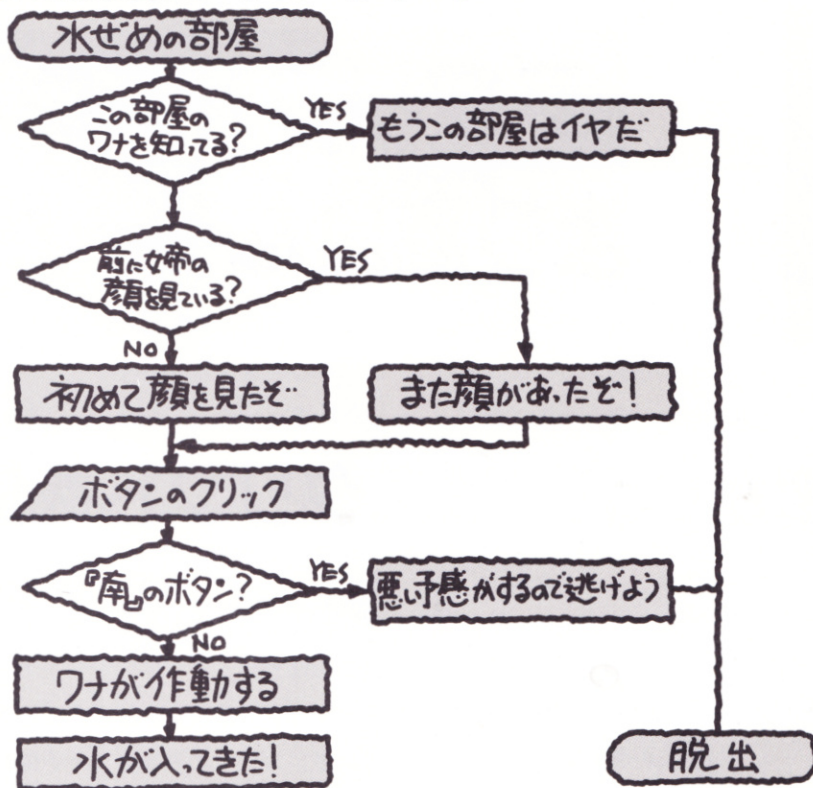 水ぜめの部屋
この部屋の
ワナを知ってる?
YES
もうこの部屋はイヤだ
前に女帝の
顔を見ている?
YES
NO
初めて顔を見たぞ
また顔があったぞ!
ボタンのクリック
『南』のボタン?
YES
悪い予感がするので逃げよう
NO
ワナが作動する
水が入ってきた!
脱出